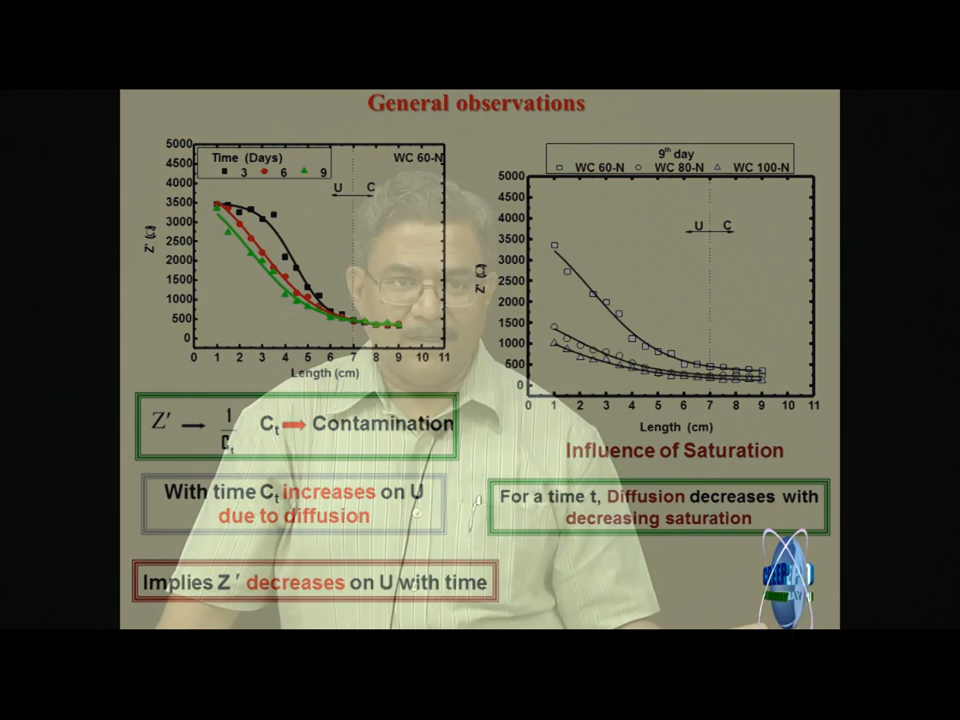 General observations
5000
4500
4000
3500
3000
2500
2000
1500
1000
500
0
Time (Days)
3 6 9
WC 60-N
U C
Z' (Ω)
0 1 2 3 4 5 6 7 8 9 10 11
Length (cm)
9th day
WC 60-N WC 80-N WC 100-N
5000
4500
4000
3500
3000
2500
2000
1500
1000
500
0
U C
Z' (Ω)
0 1 2 3 4 5 6 7 8 9 10 11
Length (cm)
Influence of Saturation
Z′ → 1/Ct Ct ➡ Contamination
With time Ct increases on U
due to diffusion
Implies Z ′ decreases on U with time
For a time t, Diffusion decreases with
decreasing saturation